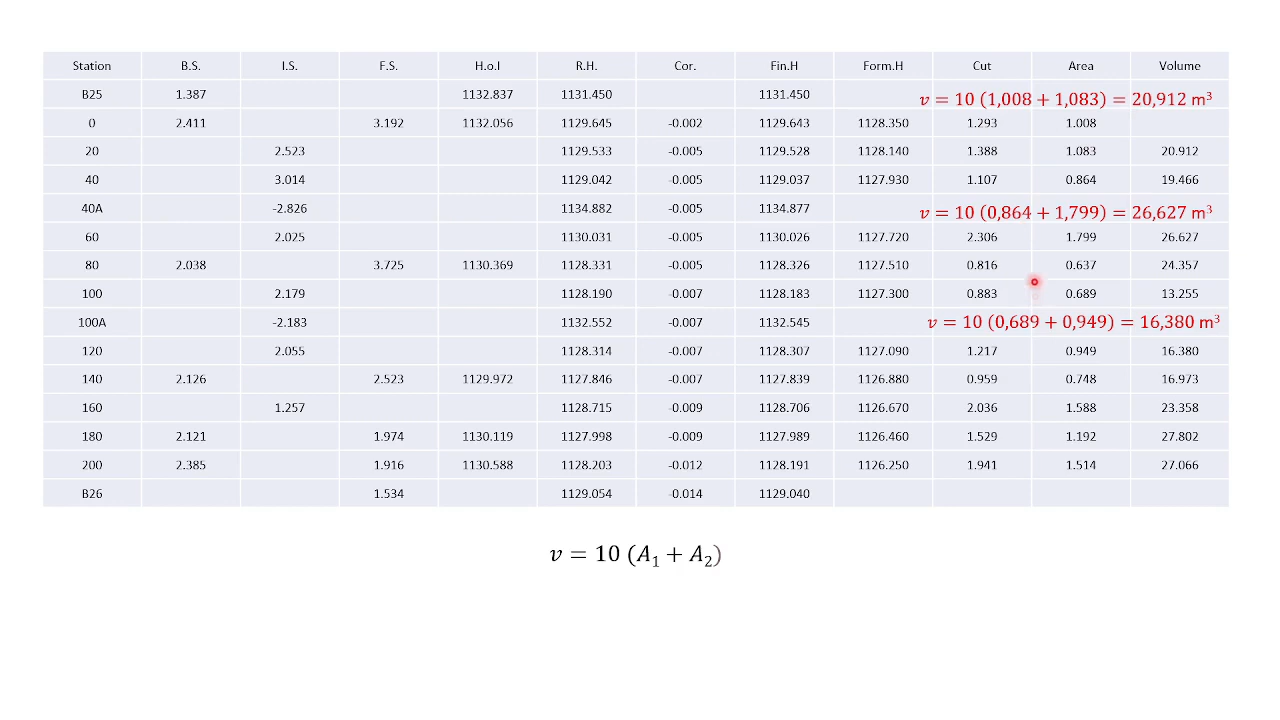 Station B.S. I.S. F.S. H.o.I R.H. Cor. Fin.H Form.H Cut Area Volume
B25 1.387 1132.837 1131.450 1131.450 v = 10 (1,008 + 1,083) = 20,912 m³
0 2.411 3.192 1132.056 1129.645 -0.002 1129.643 1128.350 1.293 1.008
20 2.523 1129.533 -0.005 1129.528 1128.140 1.388 1.083 20.912
40 3.014 1129.042 -0.005 1129.037 1127.930 1.107 0.864 19.466
40A -2.826 1134.882 -0.005 1134.877 v = 10 (0,864 + 1,799) = 26,627 m³
60 2.025 1130.031 -0.005 1130.026 1127.720 2.306 1.799 26.627
80 2.038 3.725 1130.369 1128.331 -0.005 1128.326 1127.510 0.816 0.637 24.357
100 2.179 1128.190 -0.007 1128.183 1127.300 0.883 0.689 13.255
100A -2.183 1132.552 -0.007 1132.545 v = 10 (0,689 + 0,949) = 16,380 m³
120 2.055 1128.314 -0.007 1128.307 1127.090 1.217 0.949 16.380
140 2.126 2.523 1129.972 1127.846 -0.007 1127.839 1126.880 0.959 0.748 16.973
160 1.257 1128.715 -0.009 1128.706 1126.670 2.036 1.588 23.358
180 2.121 1.974 1130.119 1127.998 -0.009 1127.989 1126.460 1.529 1.192 27.802
200 2.385 1.916 1130.588 1128.203 -0.012 1128.191 1126.250 1.941 1.514 27.066
B26 1.534 1129.054 -0.014 1129.040
v = 10 (A₁ + A₂)